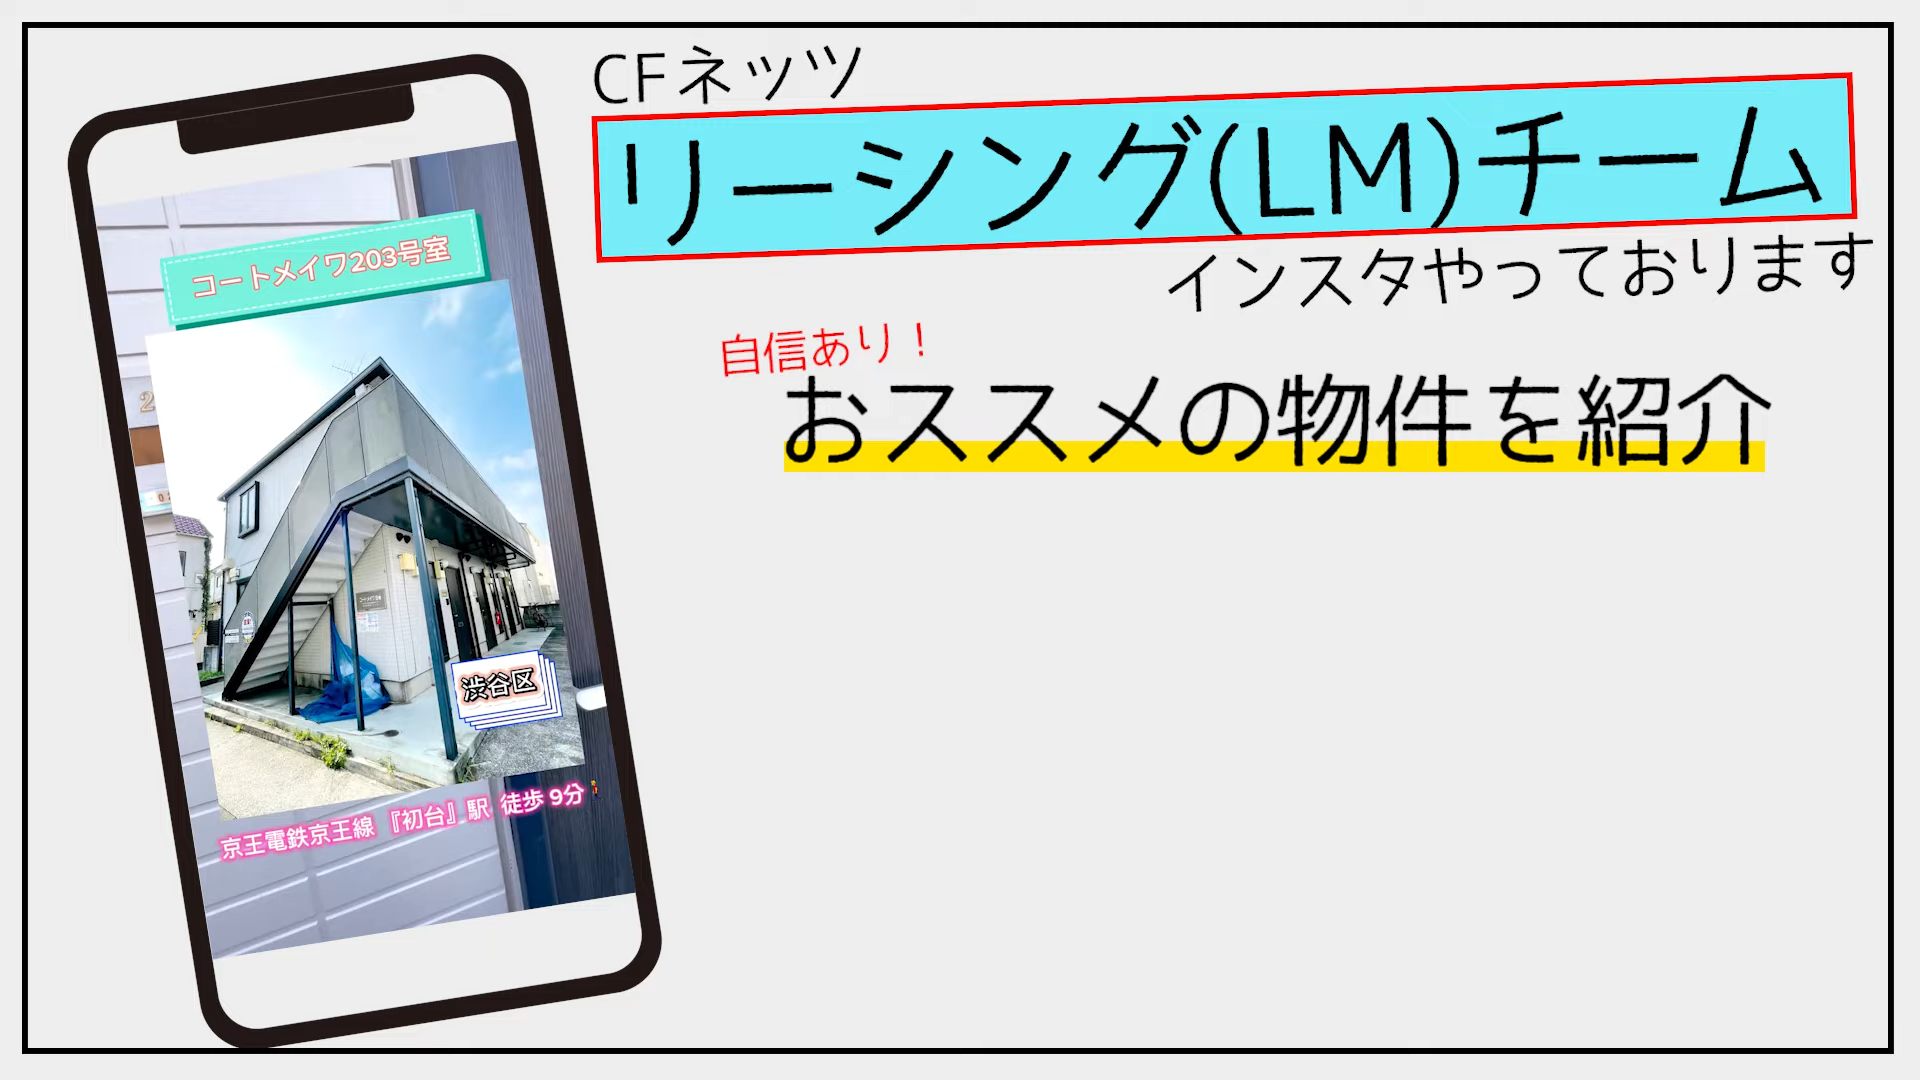 CFネッツ
リーシング(LM)チーム
インスタやっております
自信あり！
おススメの物件を紹介
コートメイワ203号室
渋谷区
京王電鉄京王線『初台』駅 徒歩9分